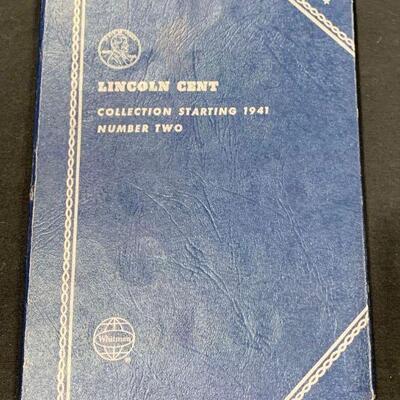 LINCOLN CENT
COLLECTION STARTING 1941
NUMBER TWO
Whitman
®